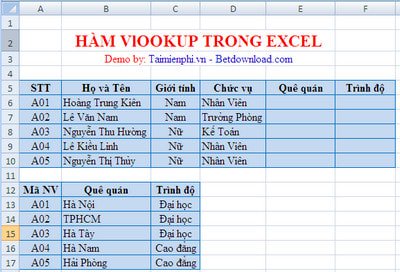 A B C D E F
1
2 HÀM VlOOKUP TRONG EXCEL
3 Demo by: Taimienphi.vn - Betdownload.com
4
5 STT Họ và Tên Giới tính Chức vụ Quê quán Trình độ
6 A01 Hoàng Trung Kiên Nam Nhân Viên
7 A02 Lê Văn Nam Nam Trưởng Phòng
8 A03 Nguyễn Thu Hường Nữ Kế Toán
9 A04 Lê Kiều Linh Nữ Nhân Viên
10 A05 Nguyễn Thị Thủy Nữ Nhân Viên
11
12 Mã NV Quê quán Trình độ
13 A01 Hà Nội Đại học
14 A02 TPHCM Đại học
15 A03 Hà Tây Đại học
16 A04 Hà Nam Cao đẳng
17 A05 Hải Phòng Cao đẳng